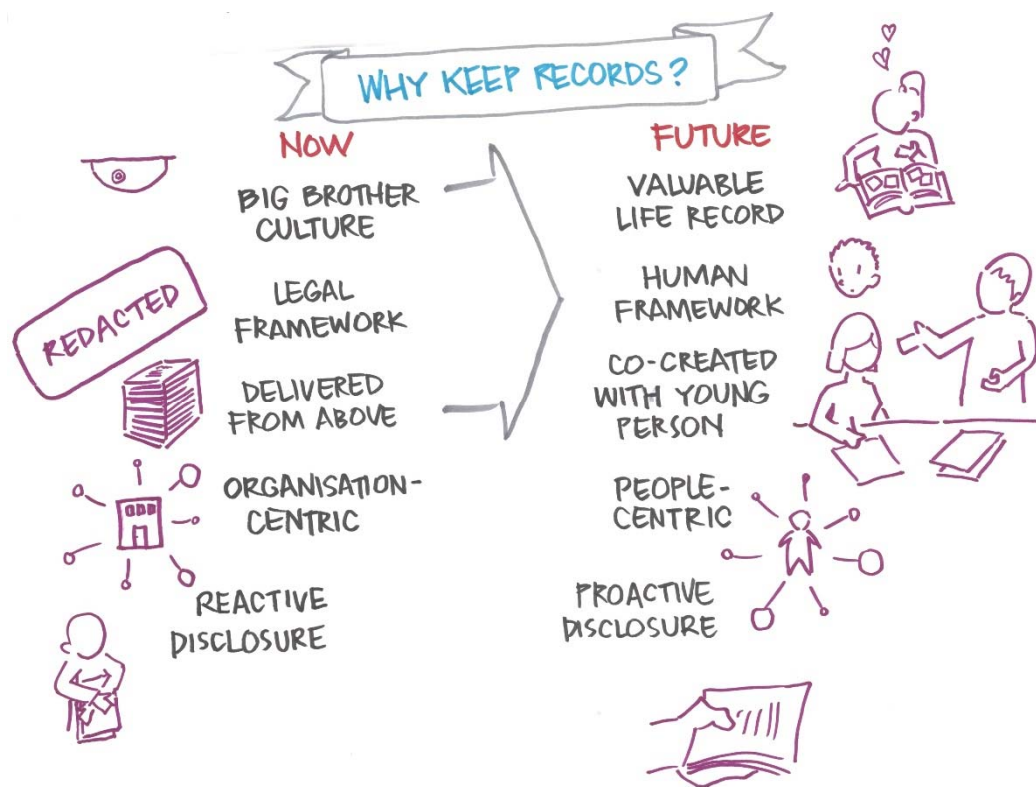 WHY KEEP RECORDS?
NOW
BIG BROTHER
CULTURE
LEGAL
FRAMEWORK
REDACTED
DELIVERED
FROM ABOVE
ORGANISATION-
CENTRIC
REACTIVE
DISCLOSURE
FUTURE
VALUABLE
LIFE RECORD
HUMAN
FRAMEWORK
CO-CREATED
WITH YOUNG
PERSON
PEOPLE-
CENTRIC
PROACTIVE
DISCLOSURE